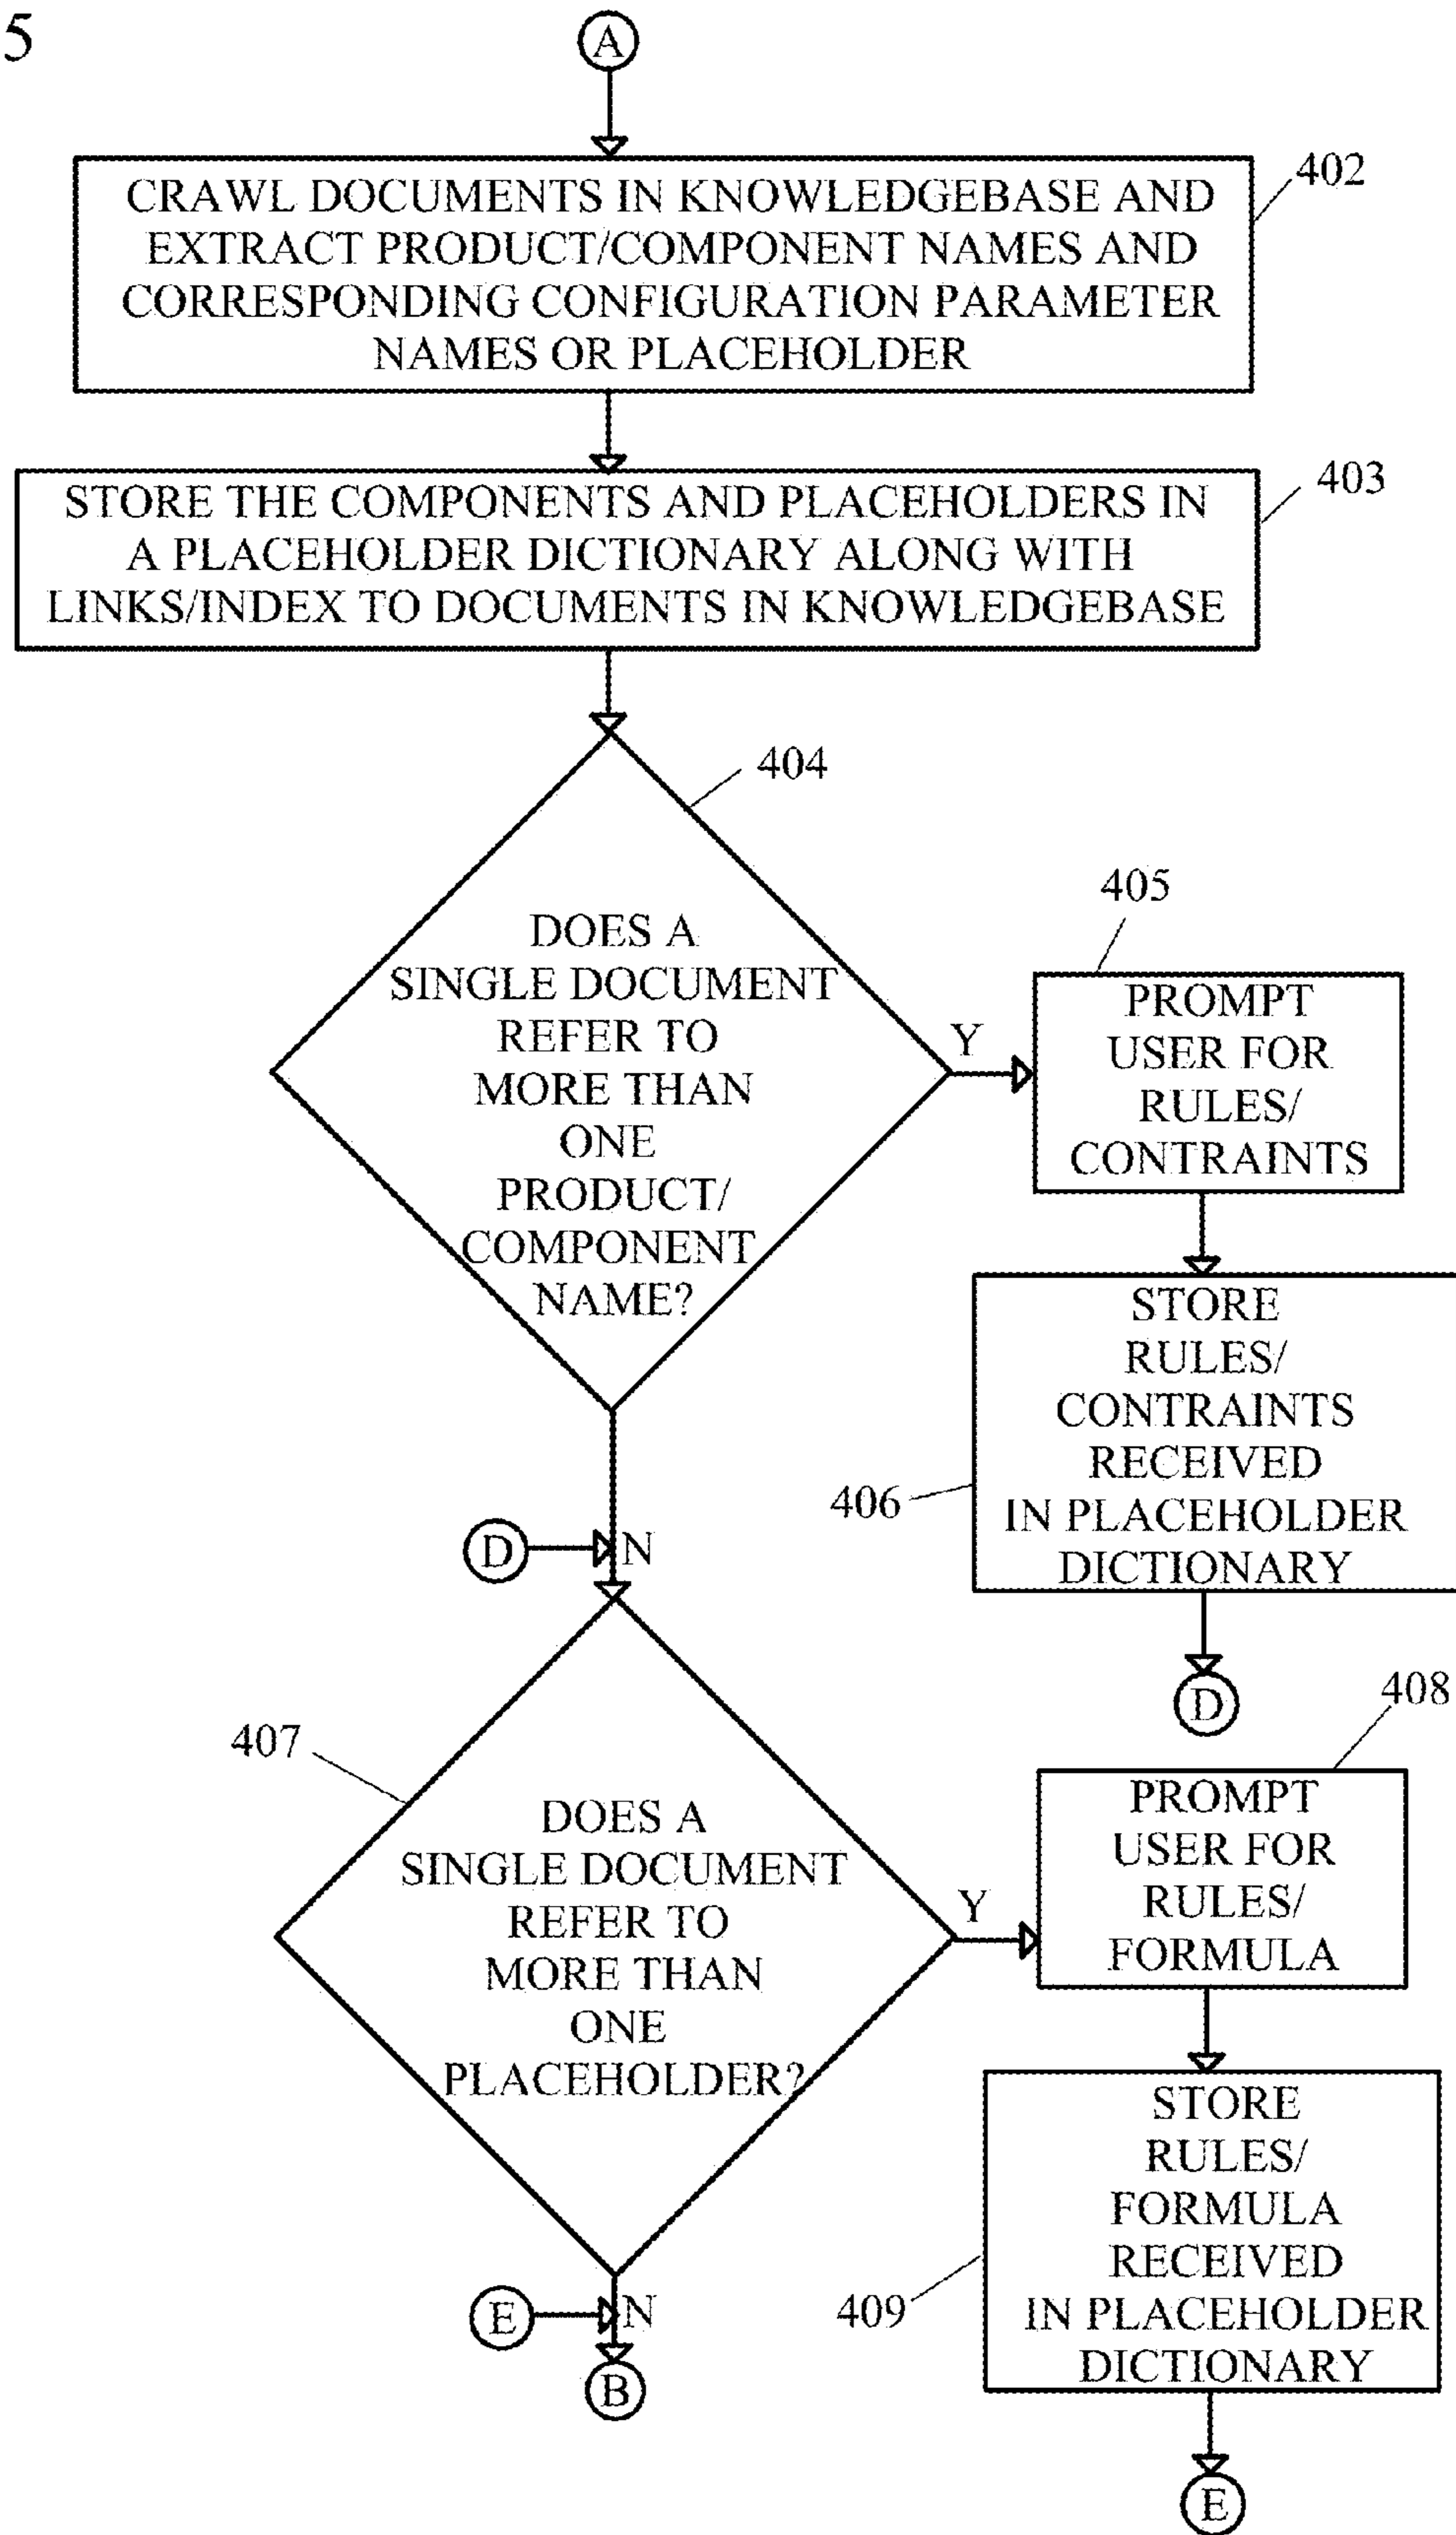 5
A
CRAWL DOCUMENTS IN KNOWLEDGEBASE AND
EXTRACT PRODUCT/COMPONENT NAMES AND
CORRESPONDING CONFIGURATION PARAMETER
NAMES OR PLACEHOLDER
402
STORE THE COMPONENTS AND PLACEHOLDERS IN
A PLACEHOLDER DICTIONARY ALONG WITH
LINKS/INDEX TO DOCUMENTS IN KNOWLEDGEBASE
403
404
DOES A
SINGLE DOCUMENT
REFER TO
MORE THAN
ONE
PRODUCT/
COMPONENT
NAME?
Y
405
PROMPT
USER FOR
RULES/
CONTRAINTS
STORE
RULES/
CONTRAINTS
RECEIVED
IN PLACEHOLDER
DICTIONARY
406
D
N
D
407
DOES A
SINGLE DOCUMENT
REFER TO
MORE THAN
ONE
PLACEHOLDER?
Y
408
PROMPT
USER FOR
RULES/
FORMULA
STORE
RULES/
FORMULA
RECEIVED
IN PLACEHOLDER
DICTIONARY
409
E
N
B
E